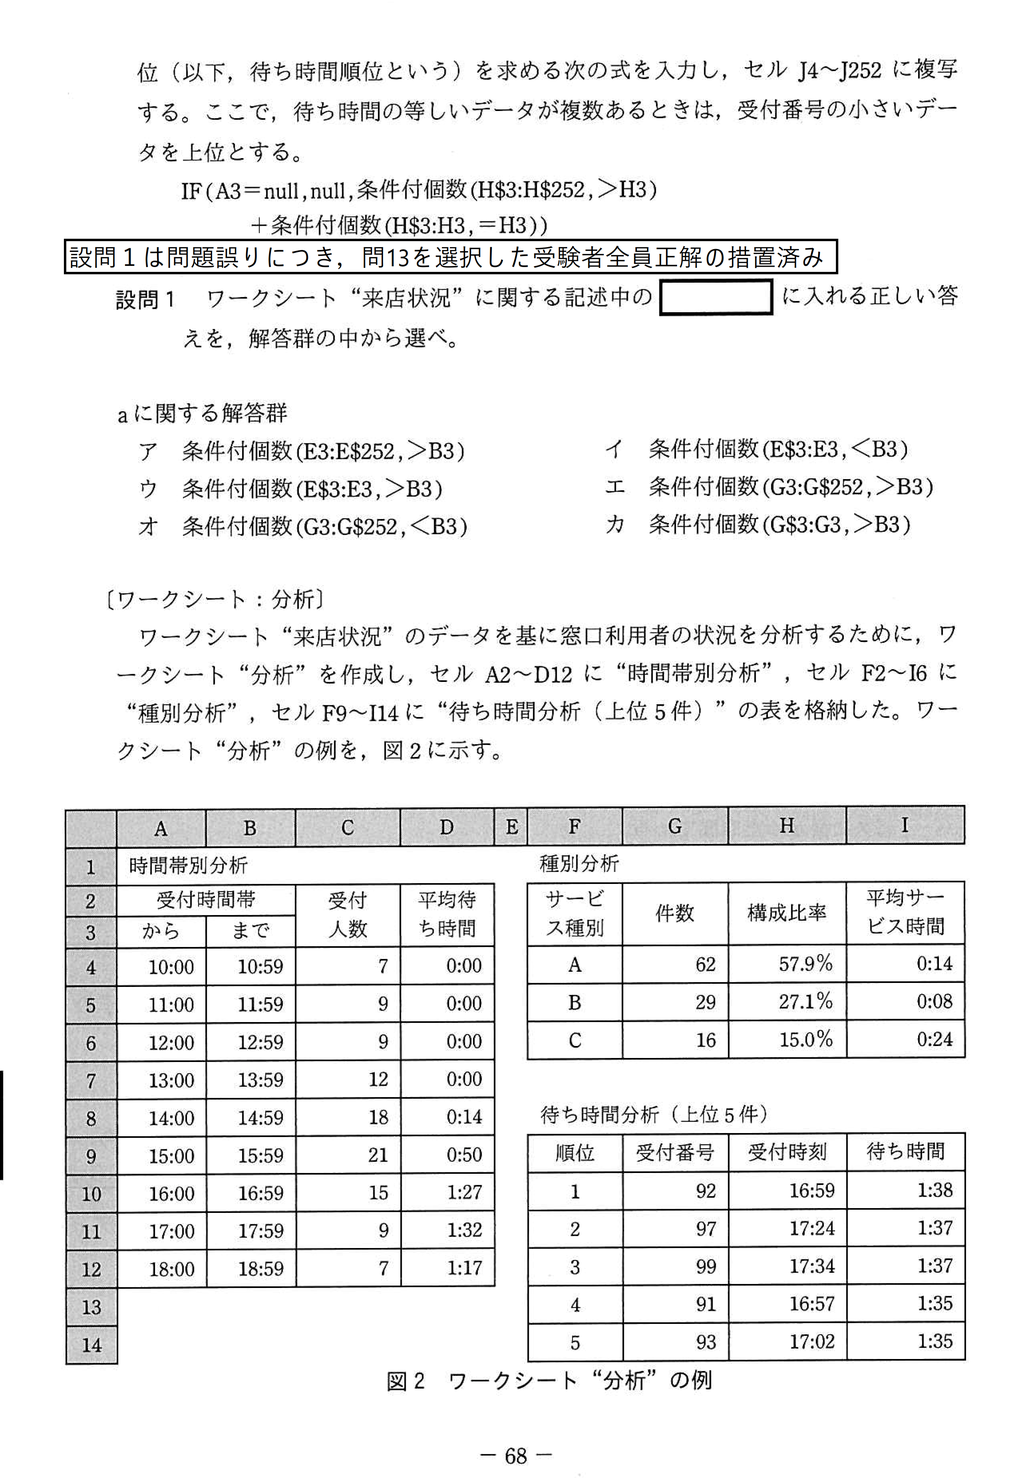 位（以下，待ち時間順位という）を求める次の式を入力し，セル J4～J252 に複写
する。ここで，待ち時間の等しいデータが複数あるときは，受付番号の小さいデー
タを上位とする。
IF(A3＝null,null,条件付個数(H$3:H$252,＞H3)
＋条件付個数(H$3:H3,＝H3))
設問１は問題誤りにつき，問13を選択した受験者全員正解の措置済み
設問1 ワークシート“来店状況”に関する記述中の に入れる正しい答
えを，解答群の中から選べ。
aに関する解答群
ア 条件付個数(E3:E$252,＞B3) イ 条件付個数(E$3:E3,＜B3)
ウ 条件付個数(E$3:E3,＞B3) エ 条件付個数(G3:G$252,＞B3)
オ 条件付個数(G3:G$252,＜B3) カ 条件付個数(G$3:G3,＞B3)
〔ワークシート：分析〕
ワークシート“来店状況”のデータを基に窓口利用者の状況を分析するために，ワ
ークシート“分析”を作成し，セル A2～D12 に“時間帯別分析”，セル F2～I6 に
“種別分析”，セル F9～I14 に“待ち時間分析（上位5件）”の表を格納した。ワー
クシート“分析”の例を，図2に示す。
A B C D E F G H I
1 時間帯別分析 種別分析
2 受付時間帯 受付 平均待 サービ 件数 構成比率 平均サー
3 から まで 人数 ち時間 ス種別 ビス時間
4 10:00 10:59 7 0:00 A 62 57.9% 0:14
5 11:00 11:59 9 0:00 B 29 27.1% 0:08
6 12:00 12:59 9 0:00 C 16 15.0% 0:24
7 13:00 13:59 12 0:00
8 14:00 14:59 18 0:14 待ち時間分析（上位5件）
9 15:00 15:59 21 0:50 順位 受付番号 受付時刻 待ち時間
10 16:00 16:59 15 1:27 1 92 16:59 1:38
11 17:00 17:59 9 1:32 2 97 17:24 1:37
12 18:00 18:59 7 1:17 3 99 17:34 1:37
13 4 91 16:57 1:35
14 5 93 17:02 1:35
図2 ワークシート“分析”の例
－ 68 －